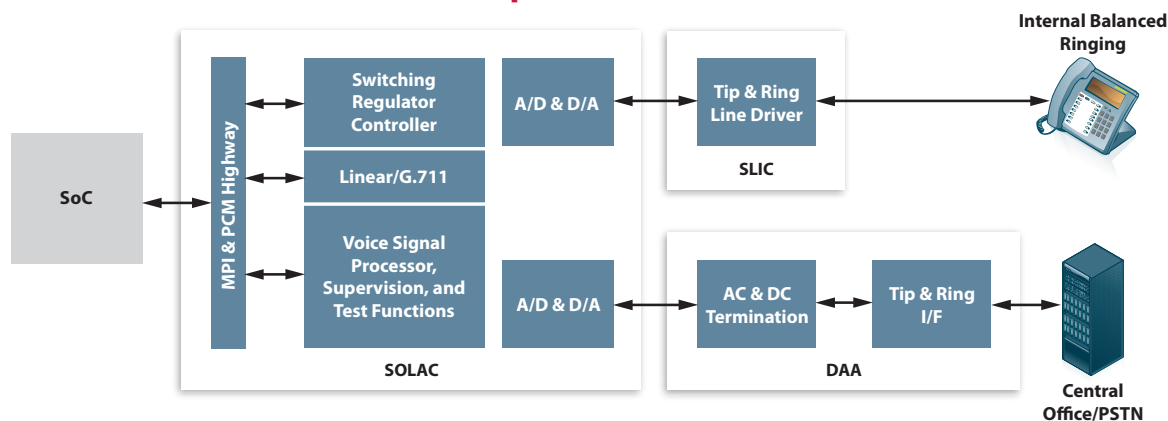 Internal Balanced
Ringing
SoC
MPI & PCM Highway
Switching
Regulator
Controller
Linear/G.711
Voice Signal
Processor,
Supervision, and
Test Functions
A/D & D/A
A/D & D/A
SOLAC
Tip & Ring
Line Driver
SLIC
AC & DC
Termination
Tip & Ring
I/F
DAA
Central
Office/PSTN